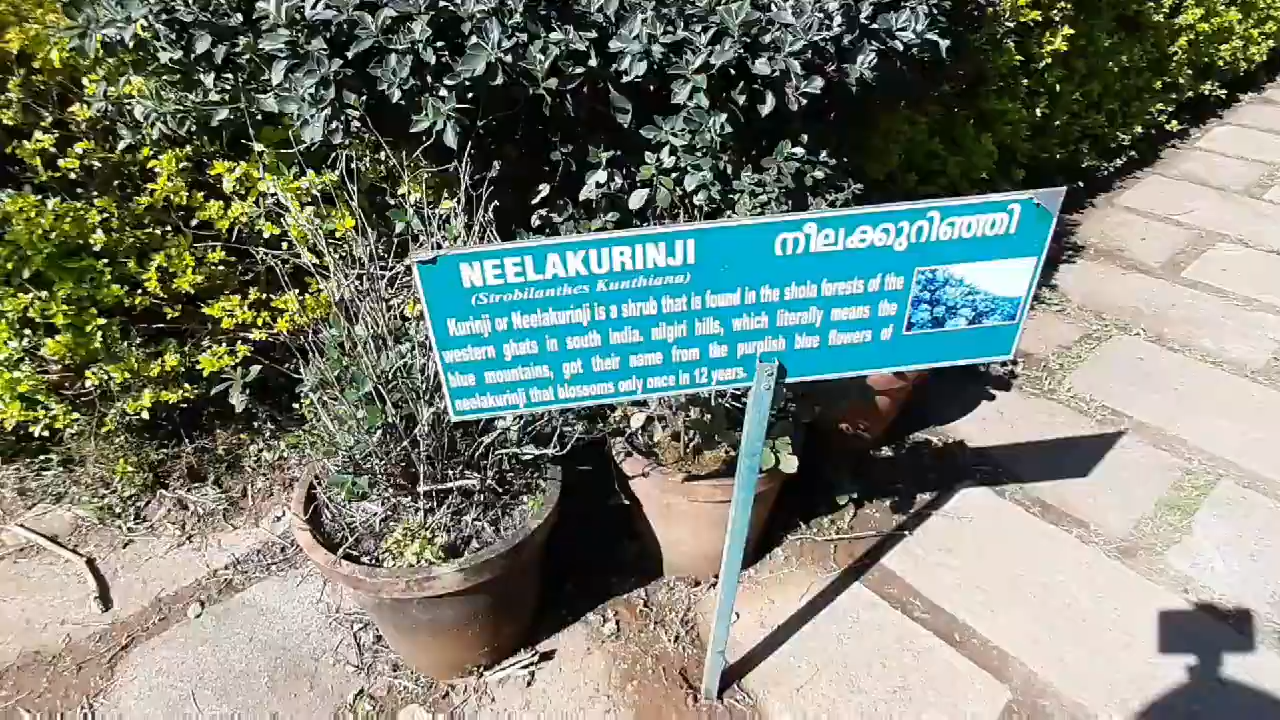 NEELAKURINJI നീലക്കുറിഞ്ഞി
(Strobilanthes Kunthiana)
Kurinji or Neelakurinji is a shrub that is found in the shola forests of the
western ghats in south india. nilgiri hills, which literally means the
blue mountains, got their name from the purplish blue flowers of
neelakurinji that blossoms only once in 12 years.